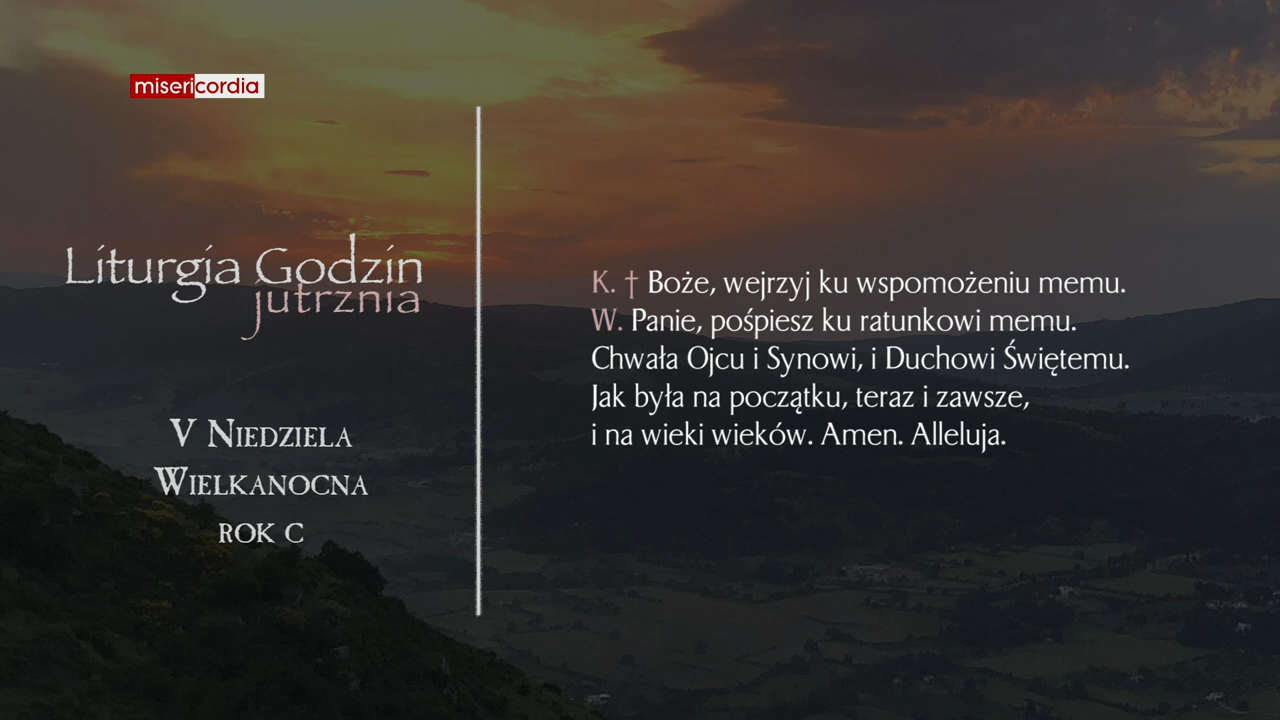 misericordia
Liturgia Godzin
jutrznia
V Niedziela
Wielkanocna
rok C
K. † Boże, wejrzyj ku wspomożeniu memu.
W. Panie, pośpiesz ku ratunkowi memu.
Chwała Ojcu i Synowi, i Duchowi Świętemu.
Jak była na początku, teraz i zawsze,
i na wieki wieków. Amen. Alleluja.